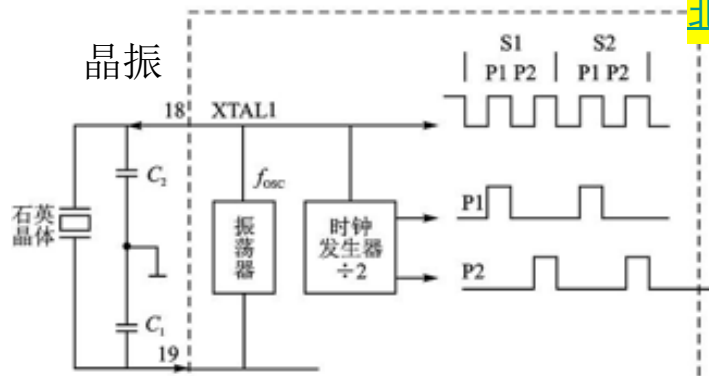 晶振
S1 S2
P1 P2 P1 P2
18 XTAL1
C2
fosc
石英
晶体
振
荡
器
时钟
发生器
÷2
P1
P2
C1
19